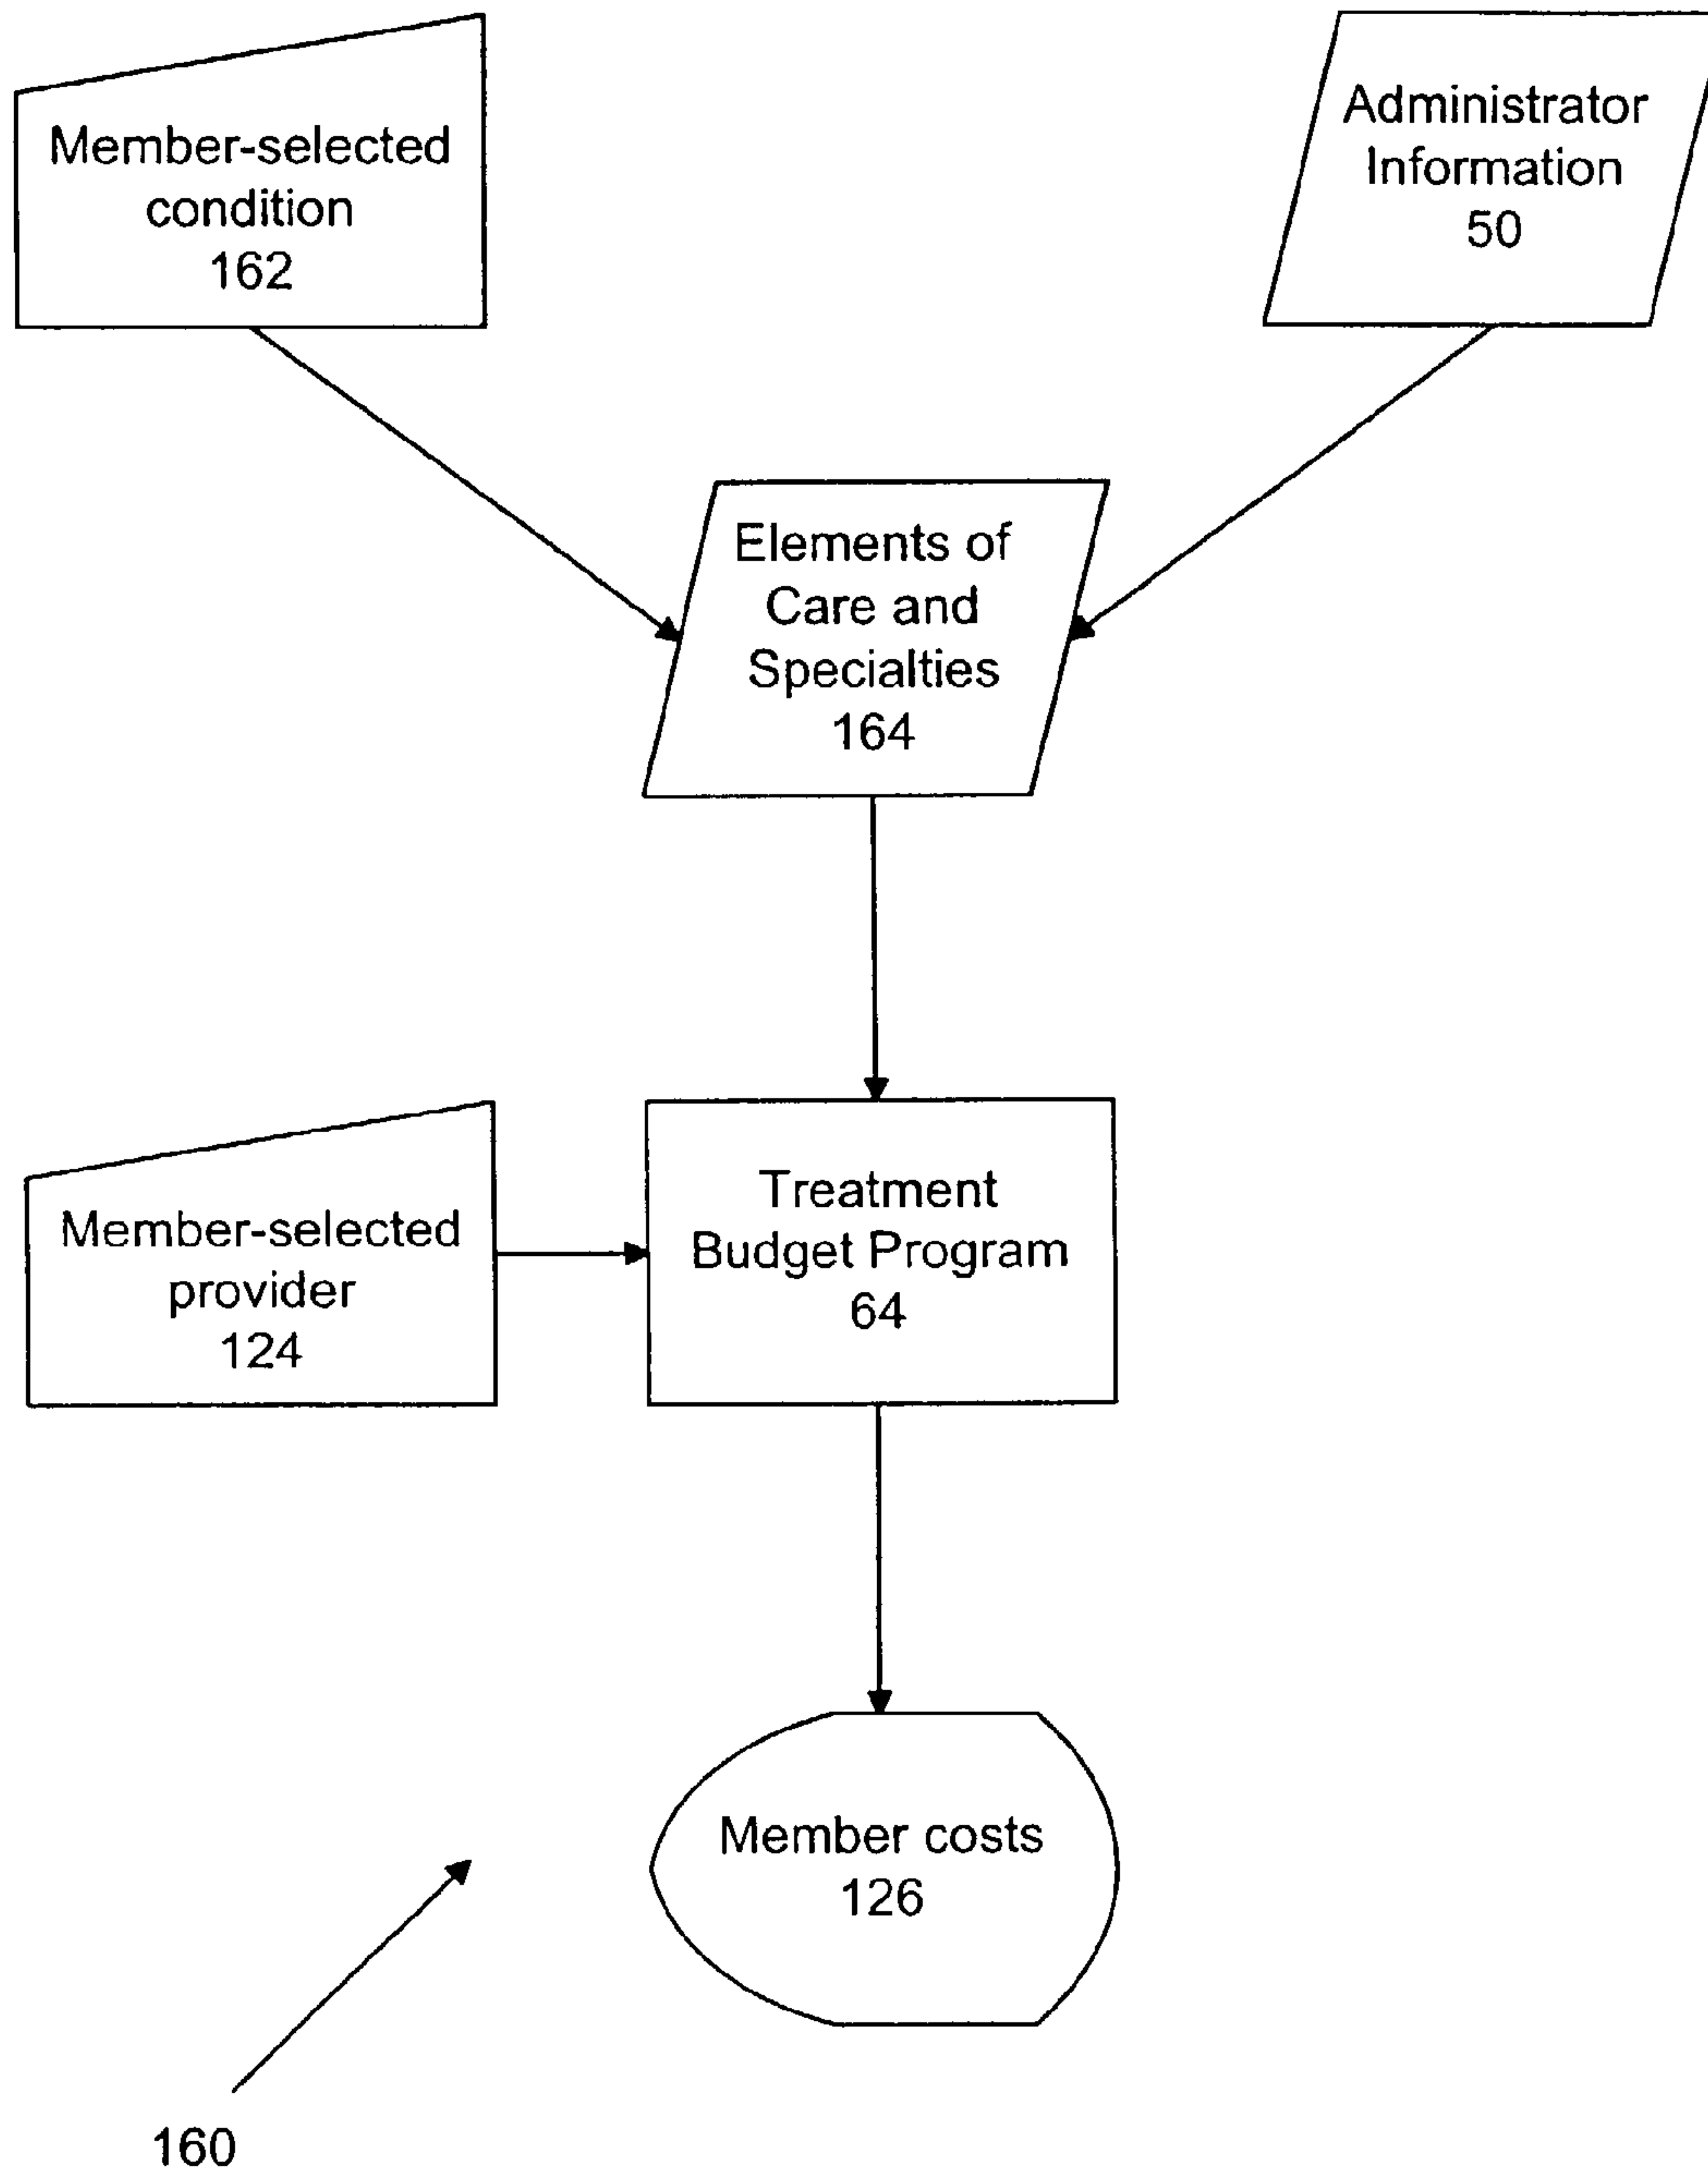 Member-selected
condition
162
Administrator
Information
50
Elements of
Care and
Specialties
164
Member-selected
provider
124
Treatment
Budget Program
64
Member costs
126
160